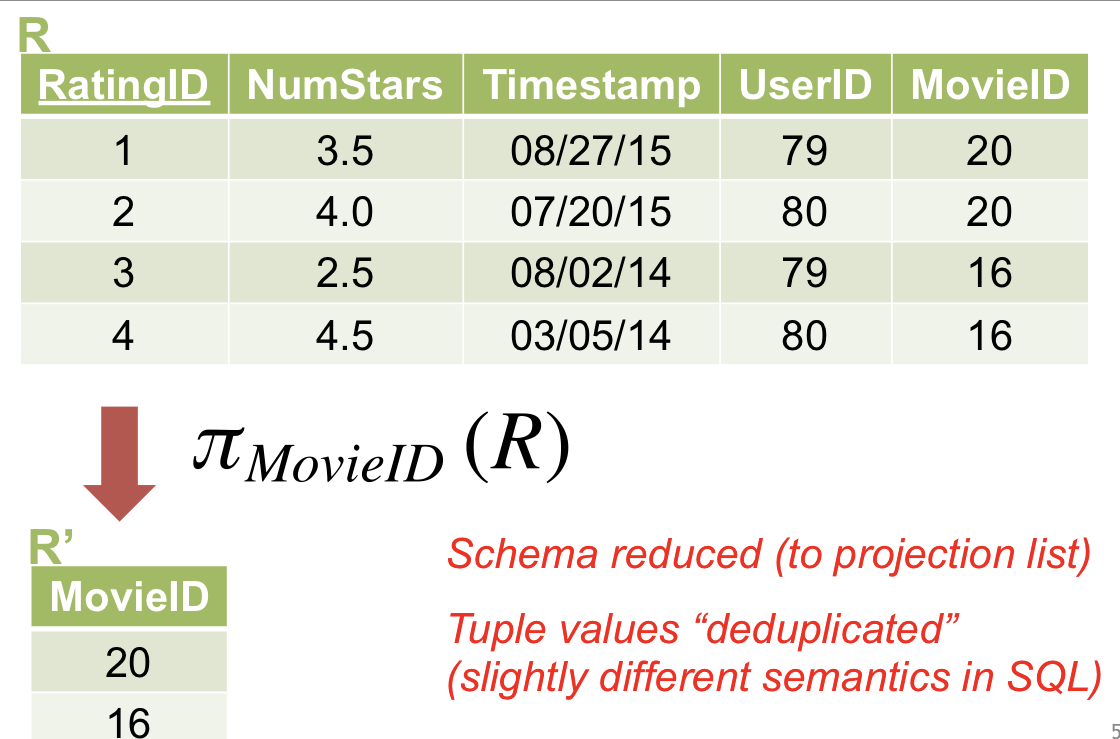 R
RatingID NumStars Timestamp UserID MovieID
1 3.5 08/27/15 79 20
2 4.0 07/20/15 80 20
3 2.5 08/02/14 79 16
4 4.5 03/05/14 80 16
π MovieID (R)
R’
MovieID
20
16
Schema reduced (to projection list)
Tuple values “deduplicated”
(slightly different semantics in SQL)
5